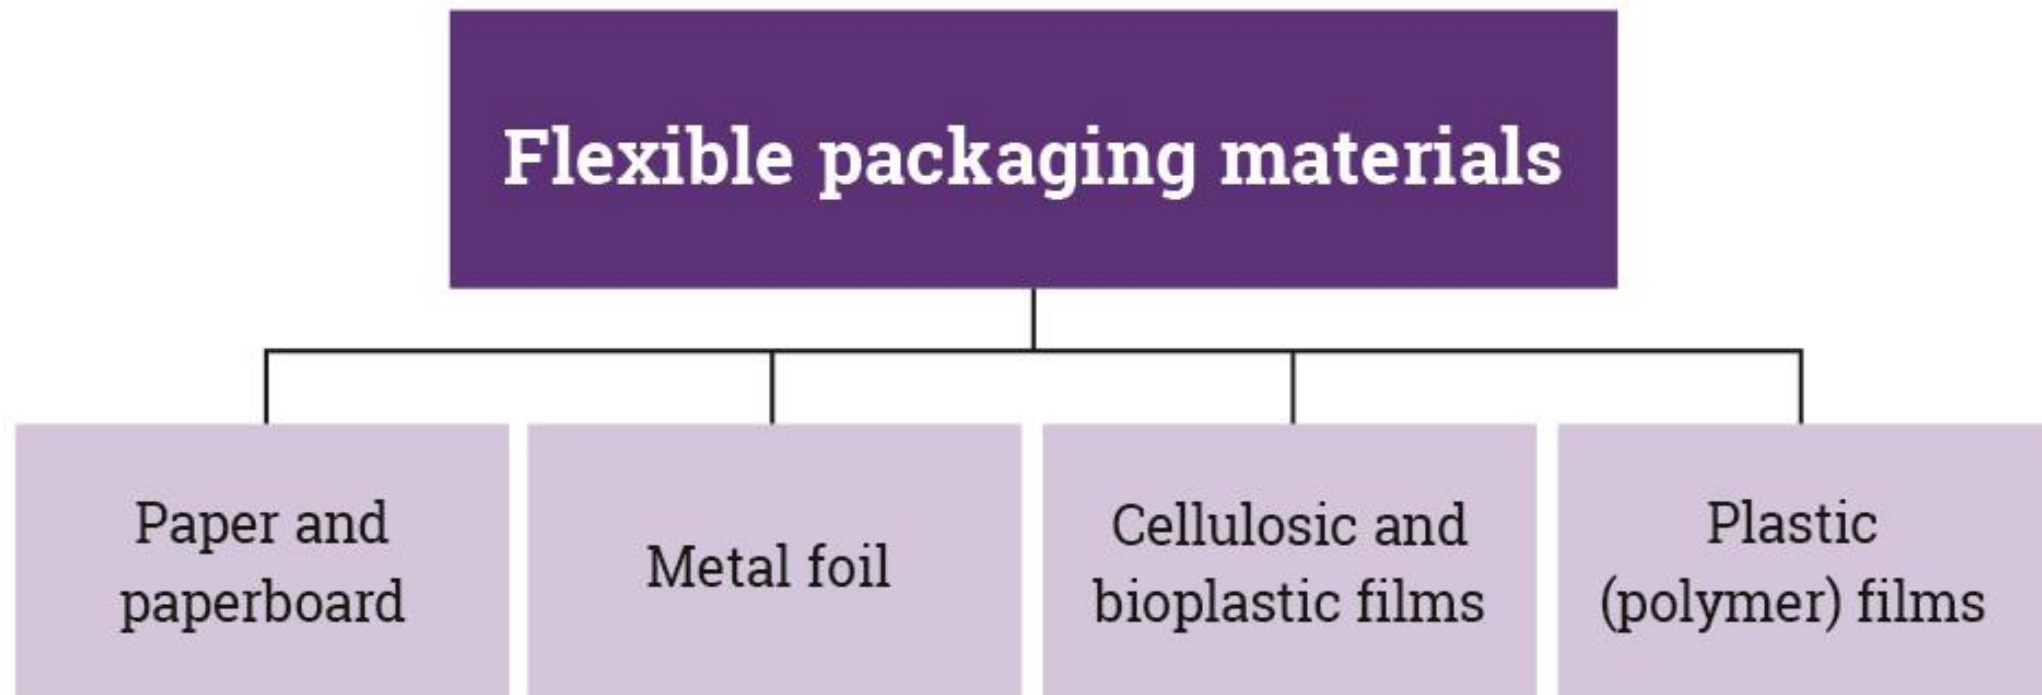 Flexible packaging materials
Paper and
paperboard
Metal foil
Cellulosic and
bioplastic films
Plastic
(polymer) films